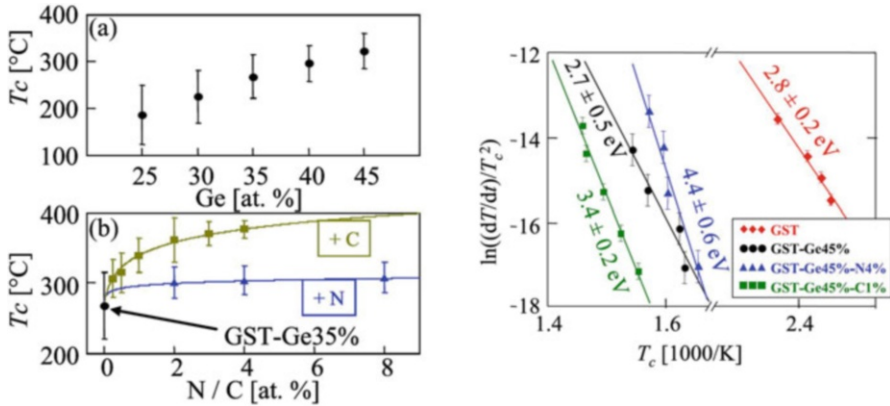 400
(a)
300
Tc [°C]
200
100
25 30 35 40 45
Ge [at. %]
400
(b)
+ C
Tc [°C]
300
+ N
GST-Ge35%
200
0 2 4 6 8
N / C [at. %]
-12
2.7 ± 0.5 eV
2.8 ± 0.2 eV
-14
ln((dT/dt)/Tc²)
4.4 ± 0.6 eV
3.4 ± 0.2 eV
-16
GST
GST-Ge45%
GST-Ge45%-N4%
GST-Ge45%-C1%
-18
1.4 1.6 2.4
Tc [1000/K]